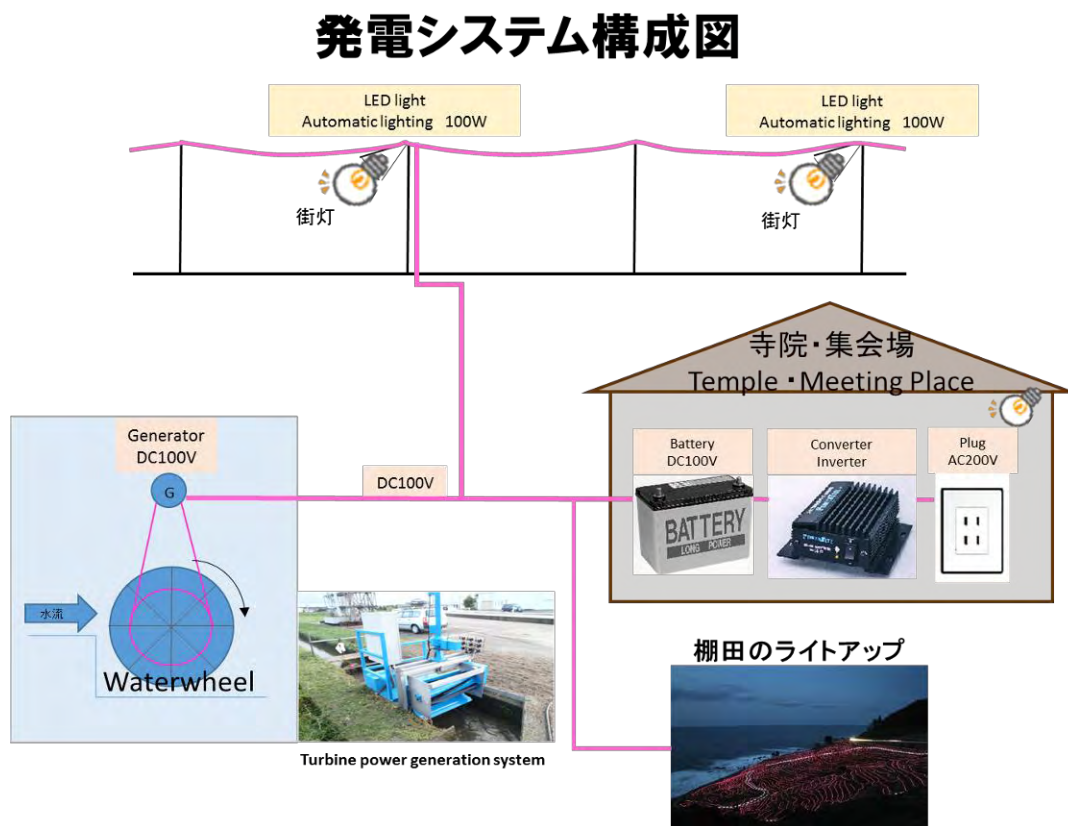 発電システム構成図
LED light
Automatic lighting 100W
LED light
Automatic lighting 100W
街灯
街灯
寺院・集会場
Temple・Meeting Place
Generator
DC100V
G
DC100V
Battery
DC100V
Converter
Inverter
Plug
AC200V
BATTERY
LONG POWER
水流
Waterwheel
Turbine power generation system
棚田のライトアップ